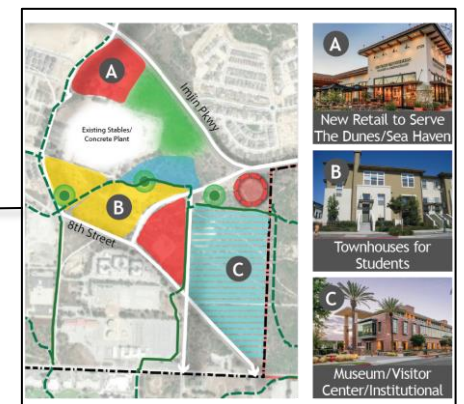 A
Imjin Pkwy
Existing Stables/
Concrete Plant
B
8th Street
C
A
New Retail to Serve
The Dunes/Sea Haven
B
Townhouses for
Students
C
Museum/Visitor
Center/Institutional